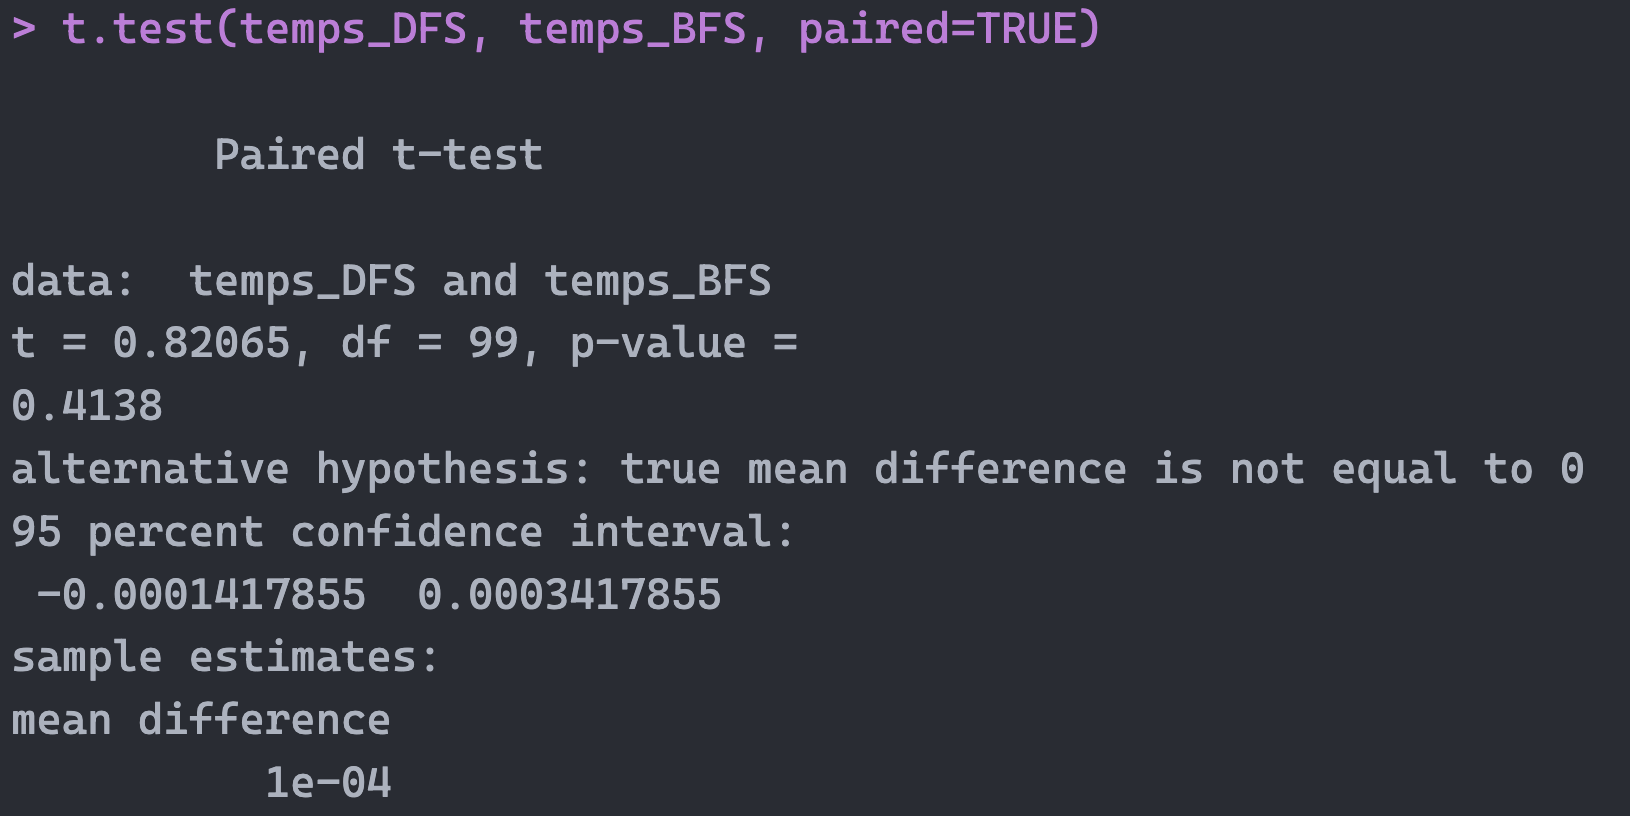 > t.test(temps_DFS, temps_BFS, paired=TRUE)
Paired t-test
data:  temps_DFS and temps_BFS
t = 0.82065, df = 99, p-value =
0.4138
alternative hypothesis: true mean difference is not equal to 0
95 percent confidence interval:
-0.0001417855  0.0003417855
sample estimates:
mean difference
1e-04